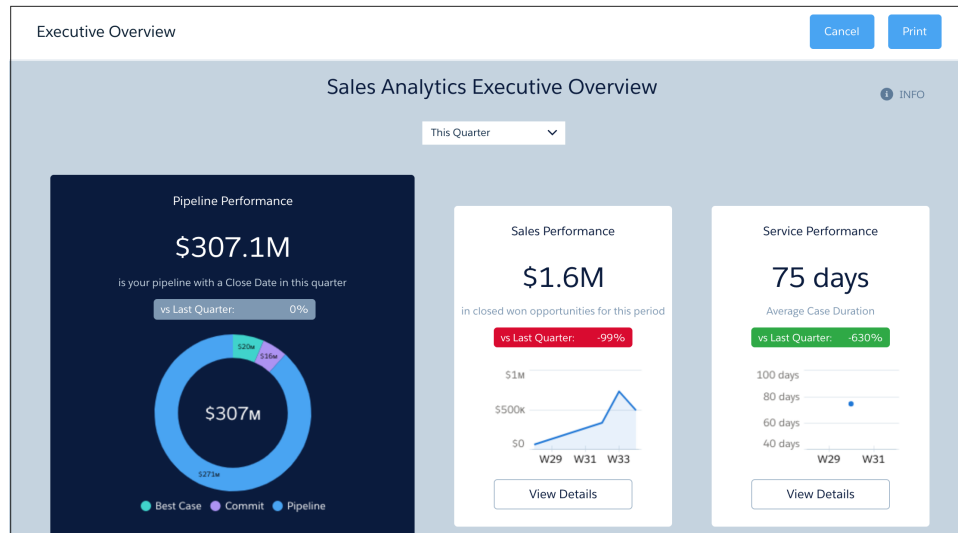 Executive Overview
Cancel
Print
Sales Analytics Executive Overview
INFO
This Quarter
Pipeline Performance
$307.1M
is your pipeline with a Close Date in this quarter
vs Last Quarter: 0%
$20M
$16M
$307M
$271M
Best Case Commit Pipeline
Sales Performance
$1.6M
in closed won opportunities for this period
vs Last Quarter: -99%
$1M
$500K
$0
W29 W31 W33
View Details
Service Performance
75 days
Average Case Duration
vs Last Quarter: -630%
100 days
80 days
60 days
40 days
W29 W31
View Details